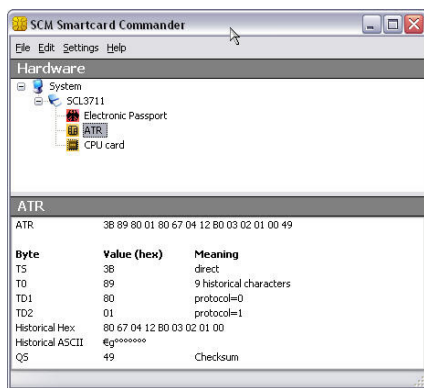 SCM Smartcard Commander
File Edit Settings Help
Hardware
System
SCL3711
Electronic Passport
ATR
CPU card
ATR
ATR 3B 89 80 01 80 67 04 12 B0 03 02 01 00 49
Byte Value (hex) Meaning
TS 3B direct
T0 89 9 historical characters
TD1 80 protocol=0
TD2 01 protocol=1
Historical Hex 80 67 04 12 B0 03 02 01 00
Historical ASCII €g°°°°°°°
QS 49 Checksum